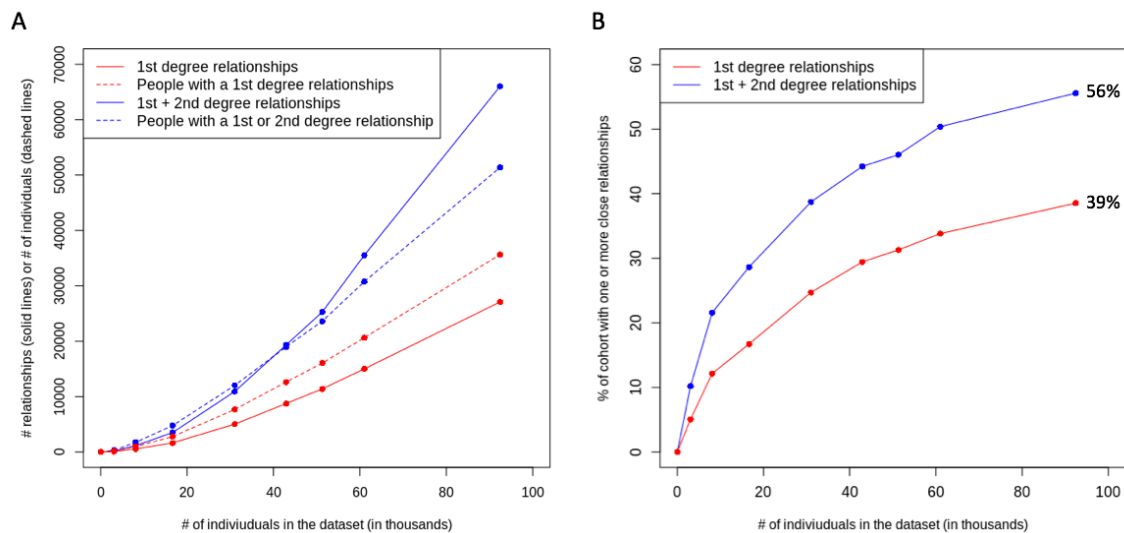 A
# relationships (solid lines) or # of individuals (dashed lines)
70000
60000
50000
40000
30000
20000
10000
0
1st degree relationships
People with a 1st degree relationships
1st + 2nd degree relationships
People with a 1st or 2nd degree relationship
0 20 40 60 80 100
# of indiviuduals in the dataset (in thousands)
B
% of cohort with one or more close relationships
60
50
40
30
20
10
0
1st degree relationships
1st + 2nd degree relationships
56%
39%
0 20 40 60 80 100
# of indiviuduals in the dataset (in thousands)